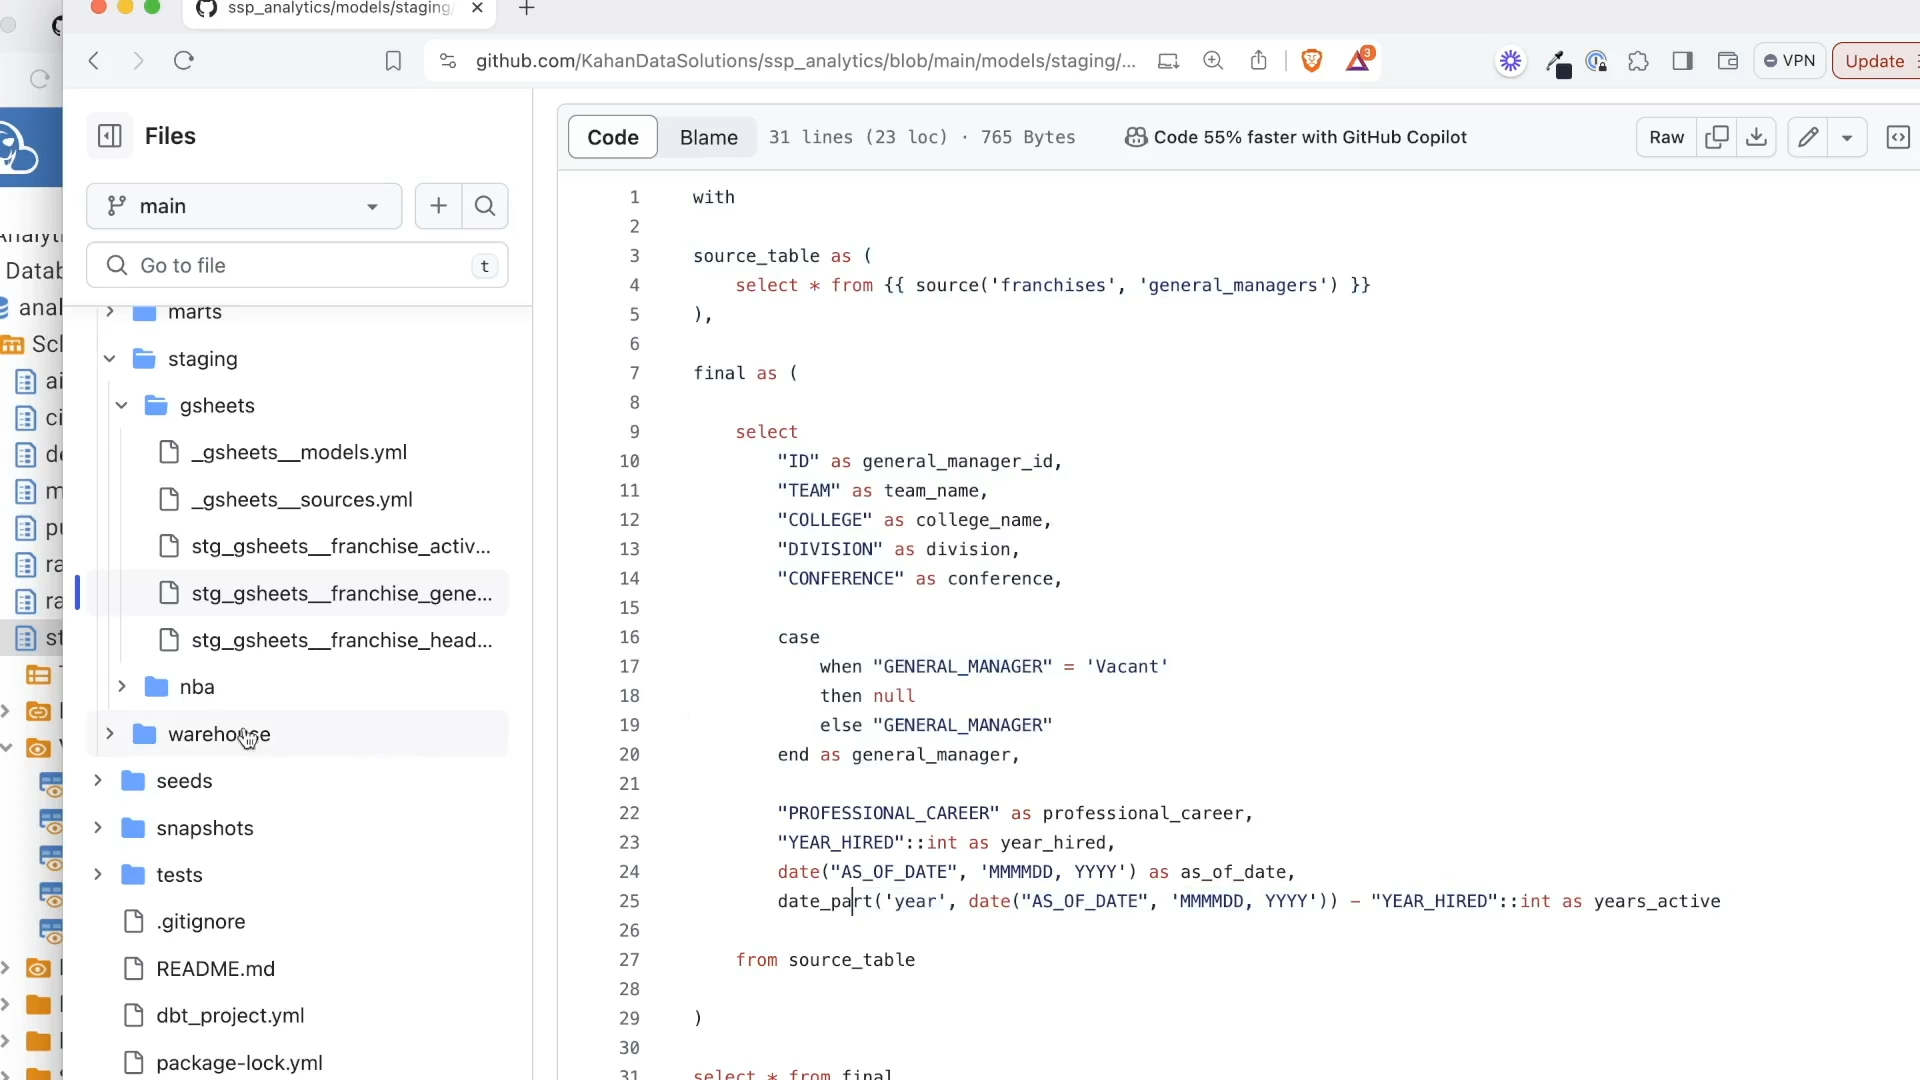 ssp_analytics/models/staging/
github.com/KahanDataSolutions/ssp_analytics/blob/main/models/staging/...
3
VPN
Update
Files
main
Go to file
t
marts
staging
gsheets
_gsheets__models.yml
_gsheets__sources.yml
stg_gsheets__franchise_activ...
stg_gsheets__franchise_gene...
stg_gsheets__franchise_head...
nba
warehouse
seeds
snapshots
tests
.gitignore
README.md
dbt_project.yml
package-lock.yml
Code
Blame
31 lines (23 loc) · 765 Bytes
Code 55% faster with GitHub Copilot
Raw
1 with
2
3 source_table as (
4 select * from {{ source('franchises', 'general_managers') }}
5 ),
6
7 final as (
8
9 select
10 "ID" as general_manager_id,
11 "TEAM" as team_name,
12 "COLLEGE" as college_name,
13 "DIVISION" as division,
14 "CONFERENCE" as conference,
15
16 case
17 when "GENERAL_MANAGER" = 'Vacant'
18 then null
19 else "GENERAL_MANAGER"
20 end as general_manager,
21
22 "PROFESSIONAL_CAREER" as professional_career,
23 "YEAR_HIRED"::int as year_hired,
24 date("AS_OF_DATE", 'MMMMDD, YYYY') as as_of_date,
25 date_part('year', date("AS_OF_DATE", 'MMMMDD, YYYY')) - "YEAR_HIRED"::int as years_active
26
27 from source_table
28
29 )
30
31 select * from final